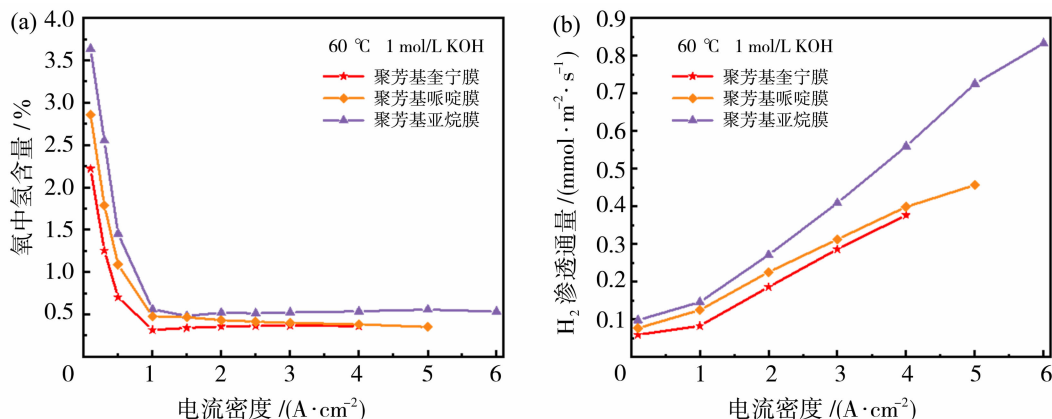 (a)
4.0
3.5
3.0
2.5
2.0
1.5
1.0
0.5
0
1
2
3
4
5
6
氧中氢含量/%
电流密度/(A·cm⁻²)
60 ℃ 1 mol/L KOH
聚芳基奎宁膜
聚芳基哌啶膜
聚芳基亚烷膜
(b)
0.9
0.8
0.7
0.6
0.5
0.4
0.3
0.2
0.1
0
1
2
3
4
5
6
H₂渗透通量/(mmol·m⁻²·s⁻¹)
电流密度/(A·cm⁻²)
60 ℃ 1 mol/L KOH
聚芳基奎宁膜
聚芳基哌啶膜
聚芳基亚烷膜